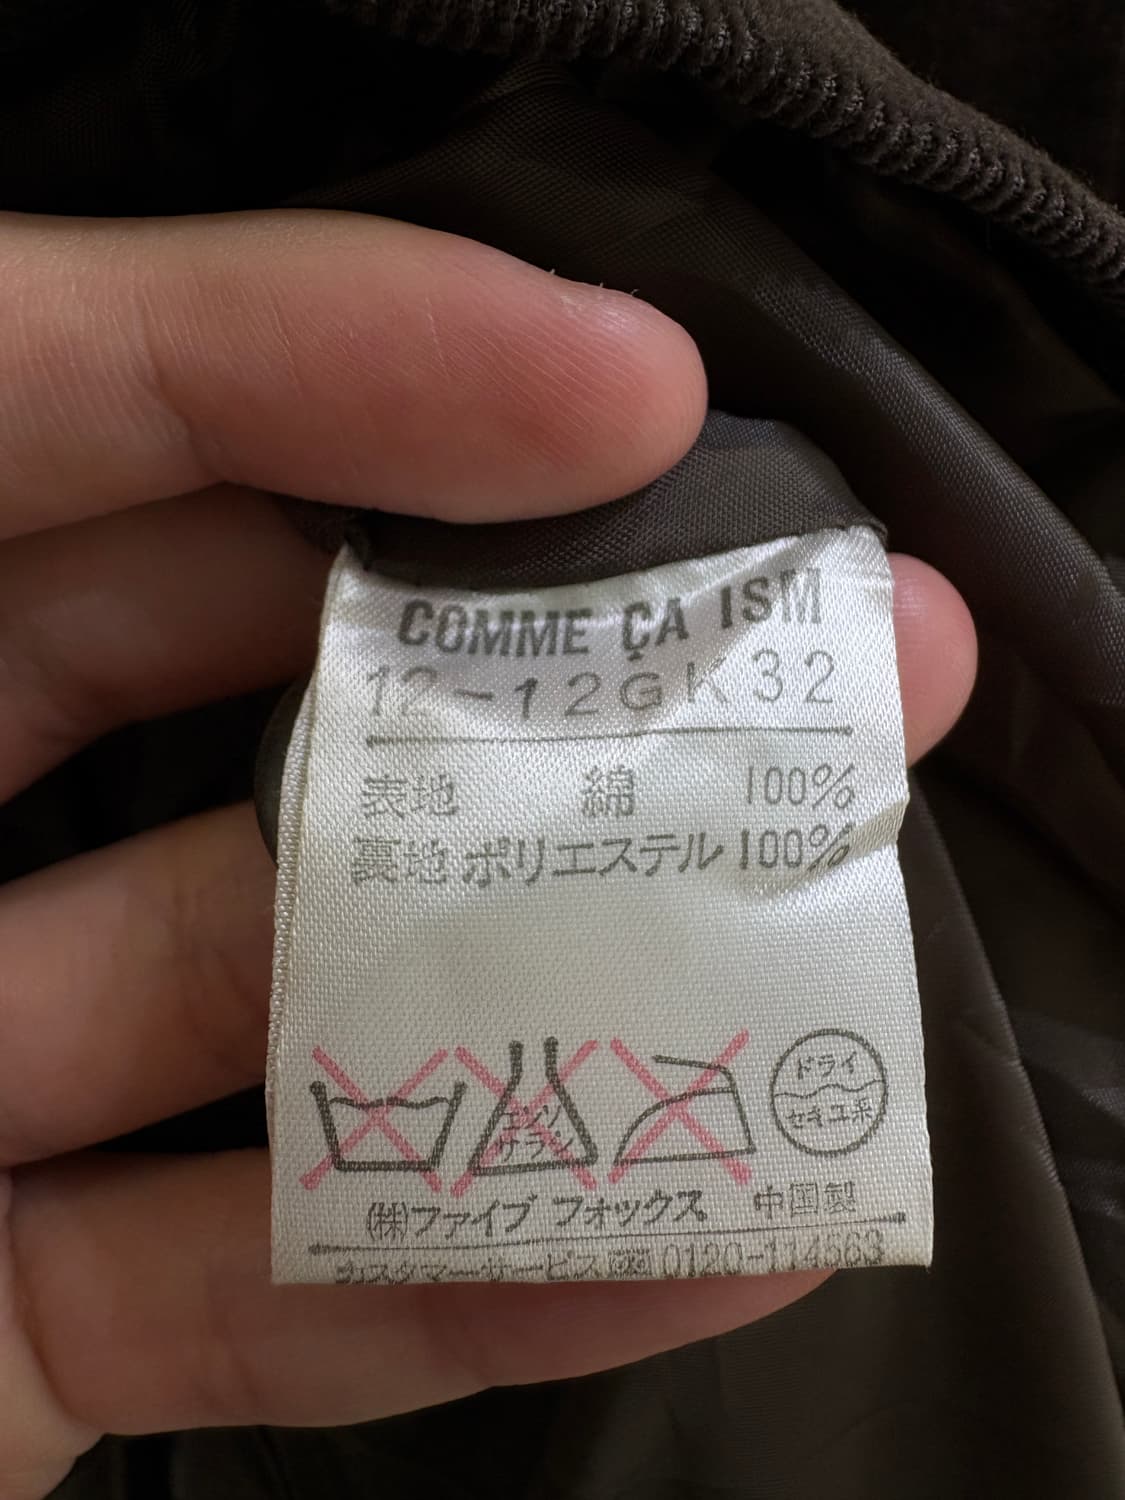 COMME ÇA ISM
12-12GK32
表地 綿 100%
裏地 ポリエステル 100%
エンソ
サラシ
ドライ
セキユ系
(株)ファイブ フォックス 中国製
カスタマーサービス 0120-114563